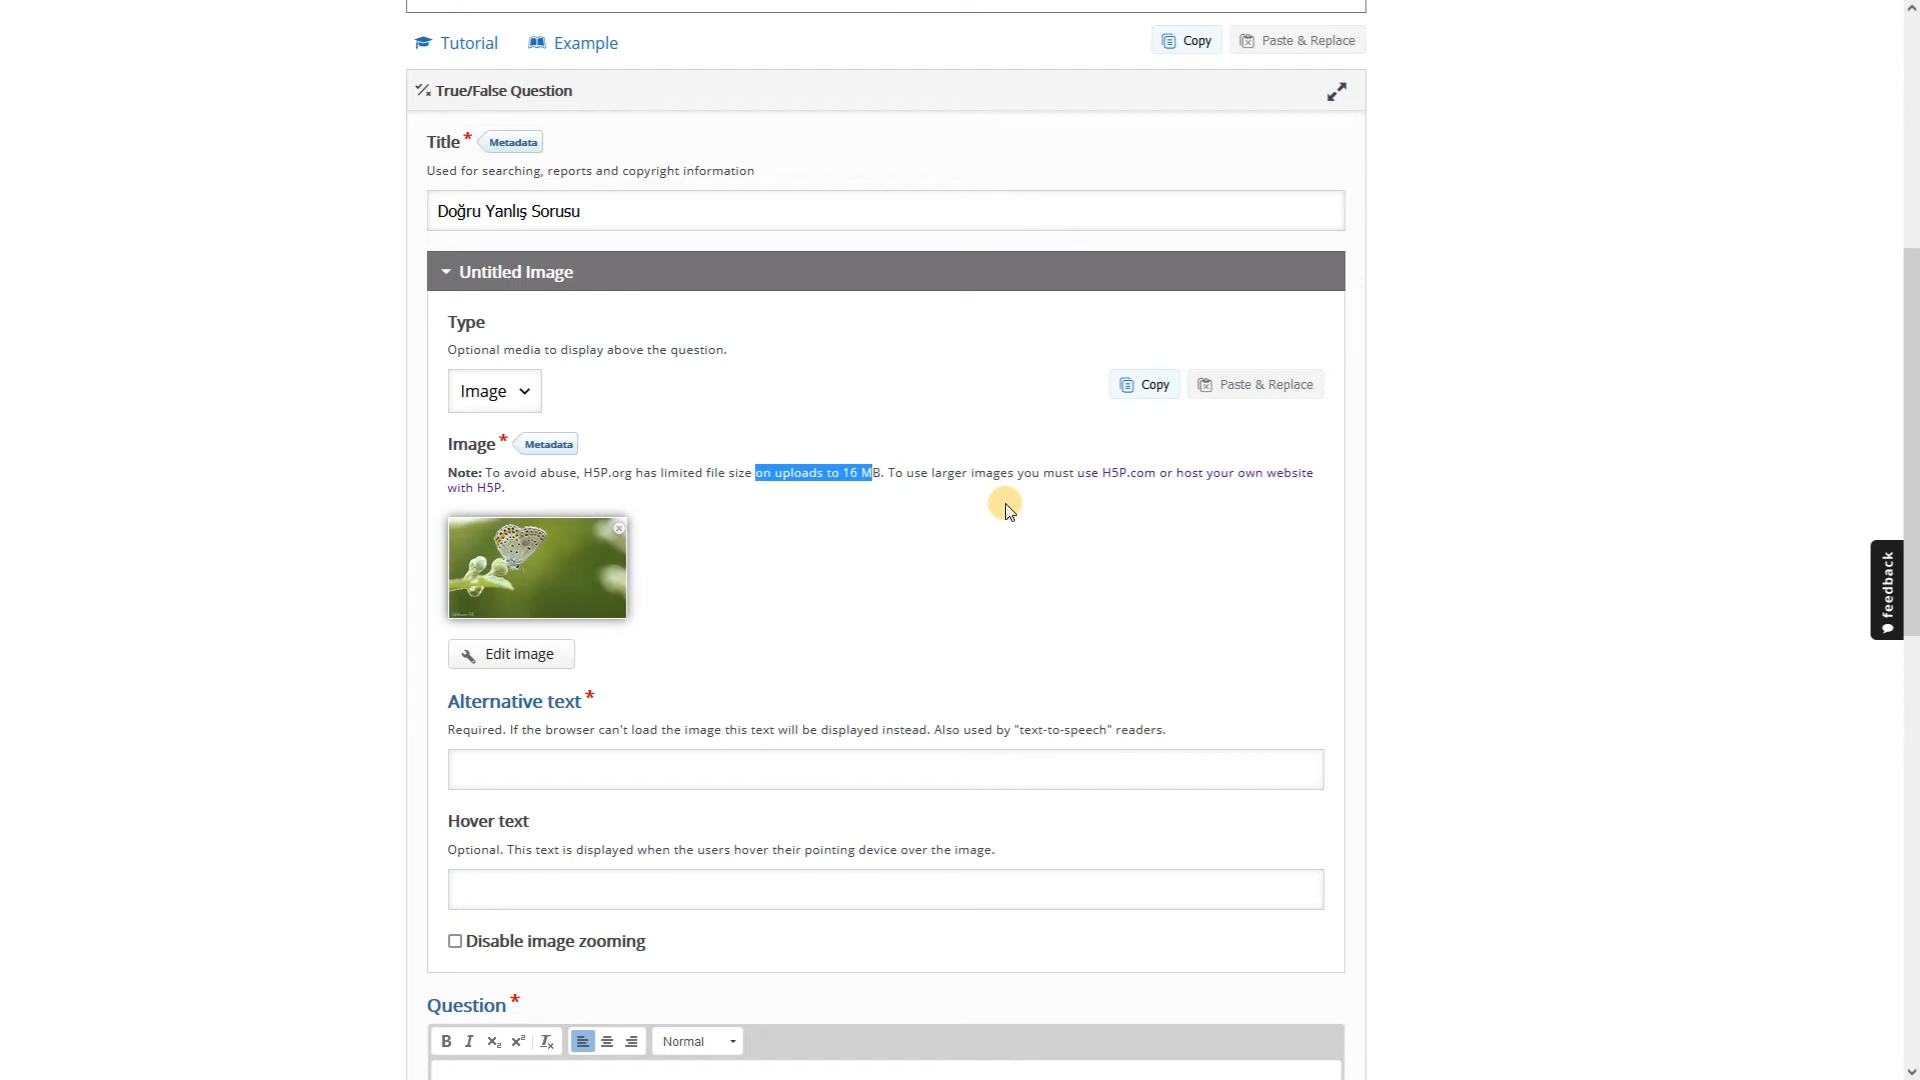 Tutorial
Example
Copy
Paste & Replace
True/False Question
Title*
Metadata
Used for searching, reports and copyright information
Doğru Yanlış Sorusu
Untitled Image
Type
Optional media to display above the question.
Image
Copy
Paste & Replace
Image*
Metadata
Note: To avoid abuse, H5P.org has limited file size on uploads to 16 MB. To use larger images you must use H5P.com or host your own website
with H5P.
Edit image
Alternative text*
Required. If the browser can't load the image this text will be displayed instead. Also used by "text-to-speech" readers.
Hover text
Optional. This text is displayed when the users hover their pointing device over the image.
Disable image zooming
Question*
B I x₂ x² Tx
Normal
feedback